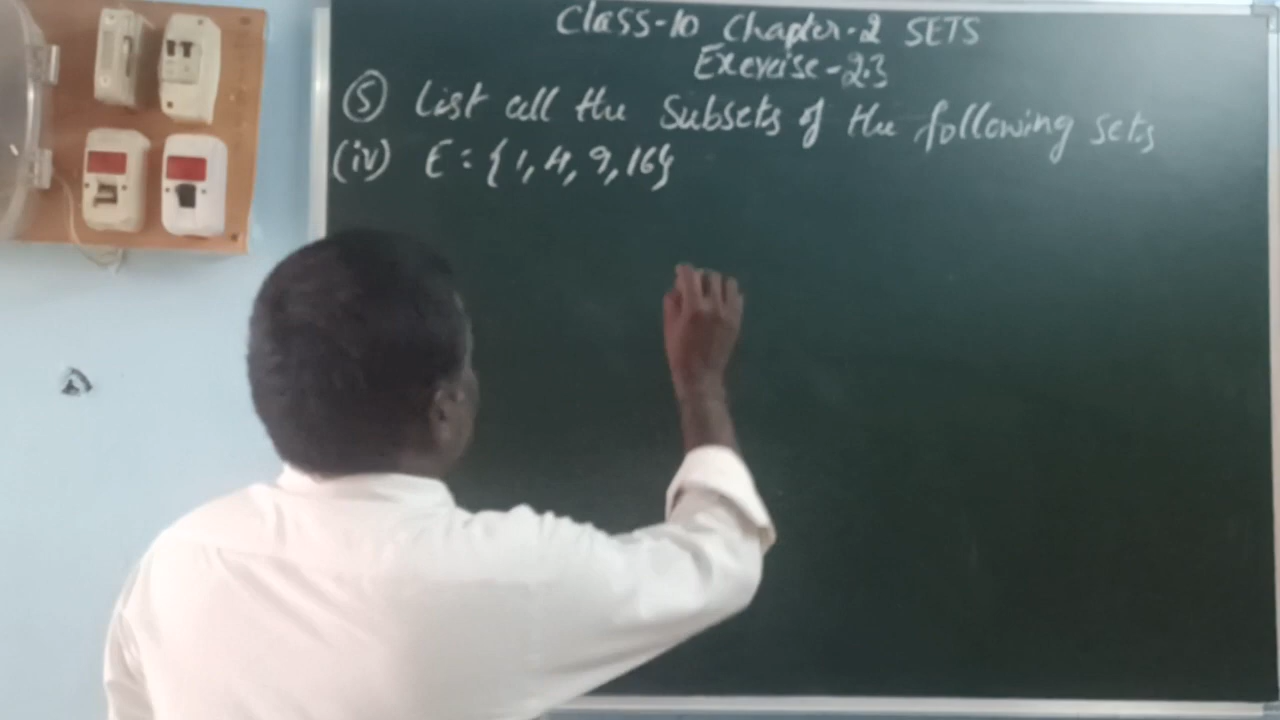 Class-10 Chapter-2 SETS
Exercise-2.3
(5) List all the Subsets of the following sets
(iv) E = {1, 4, 9, 16}